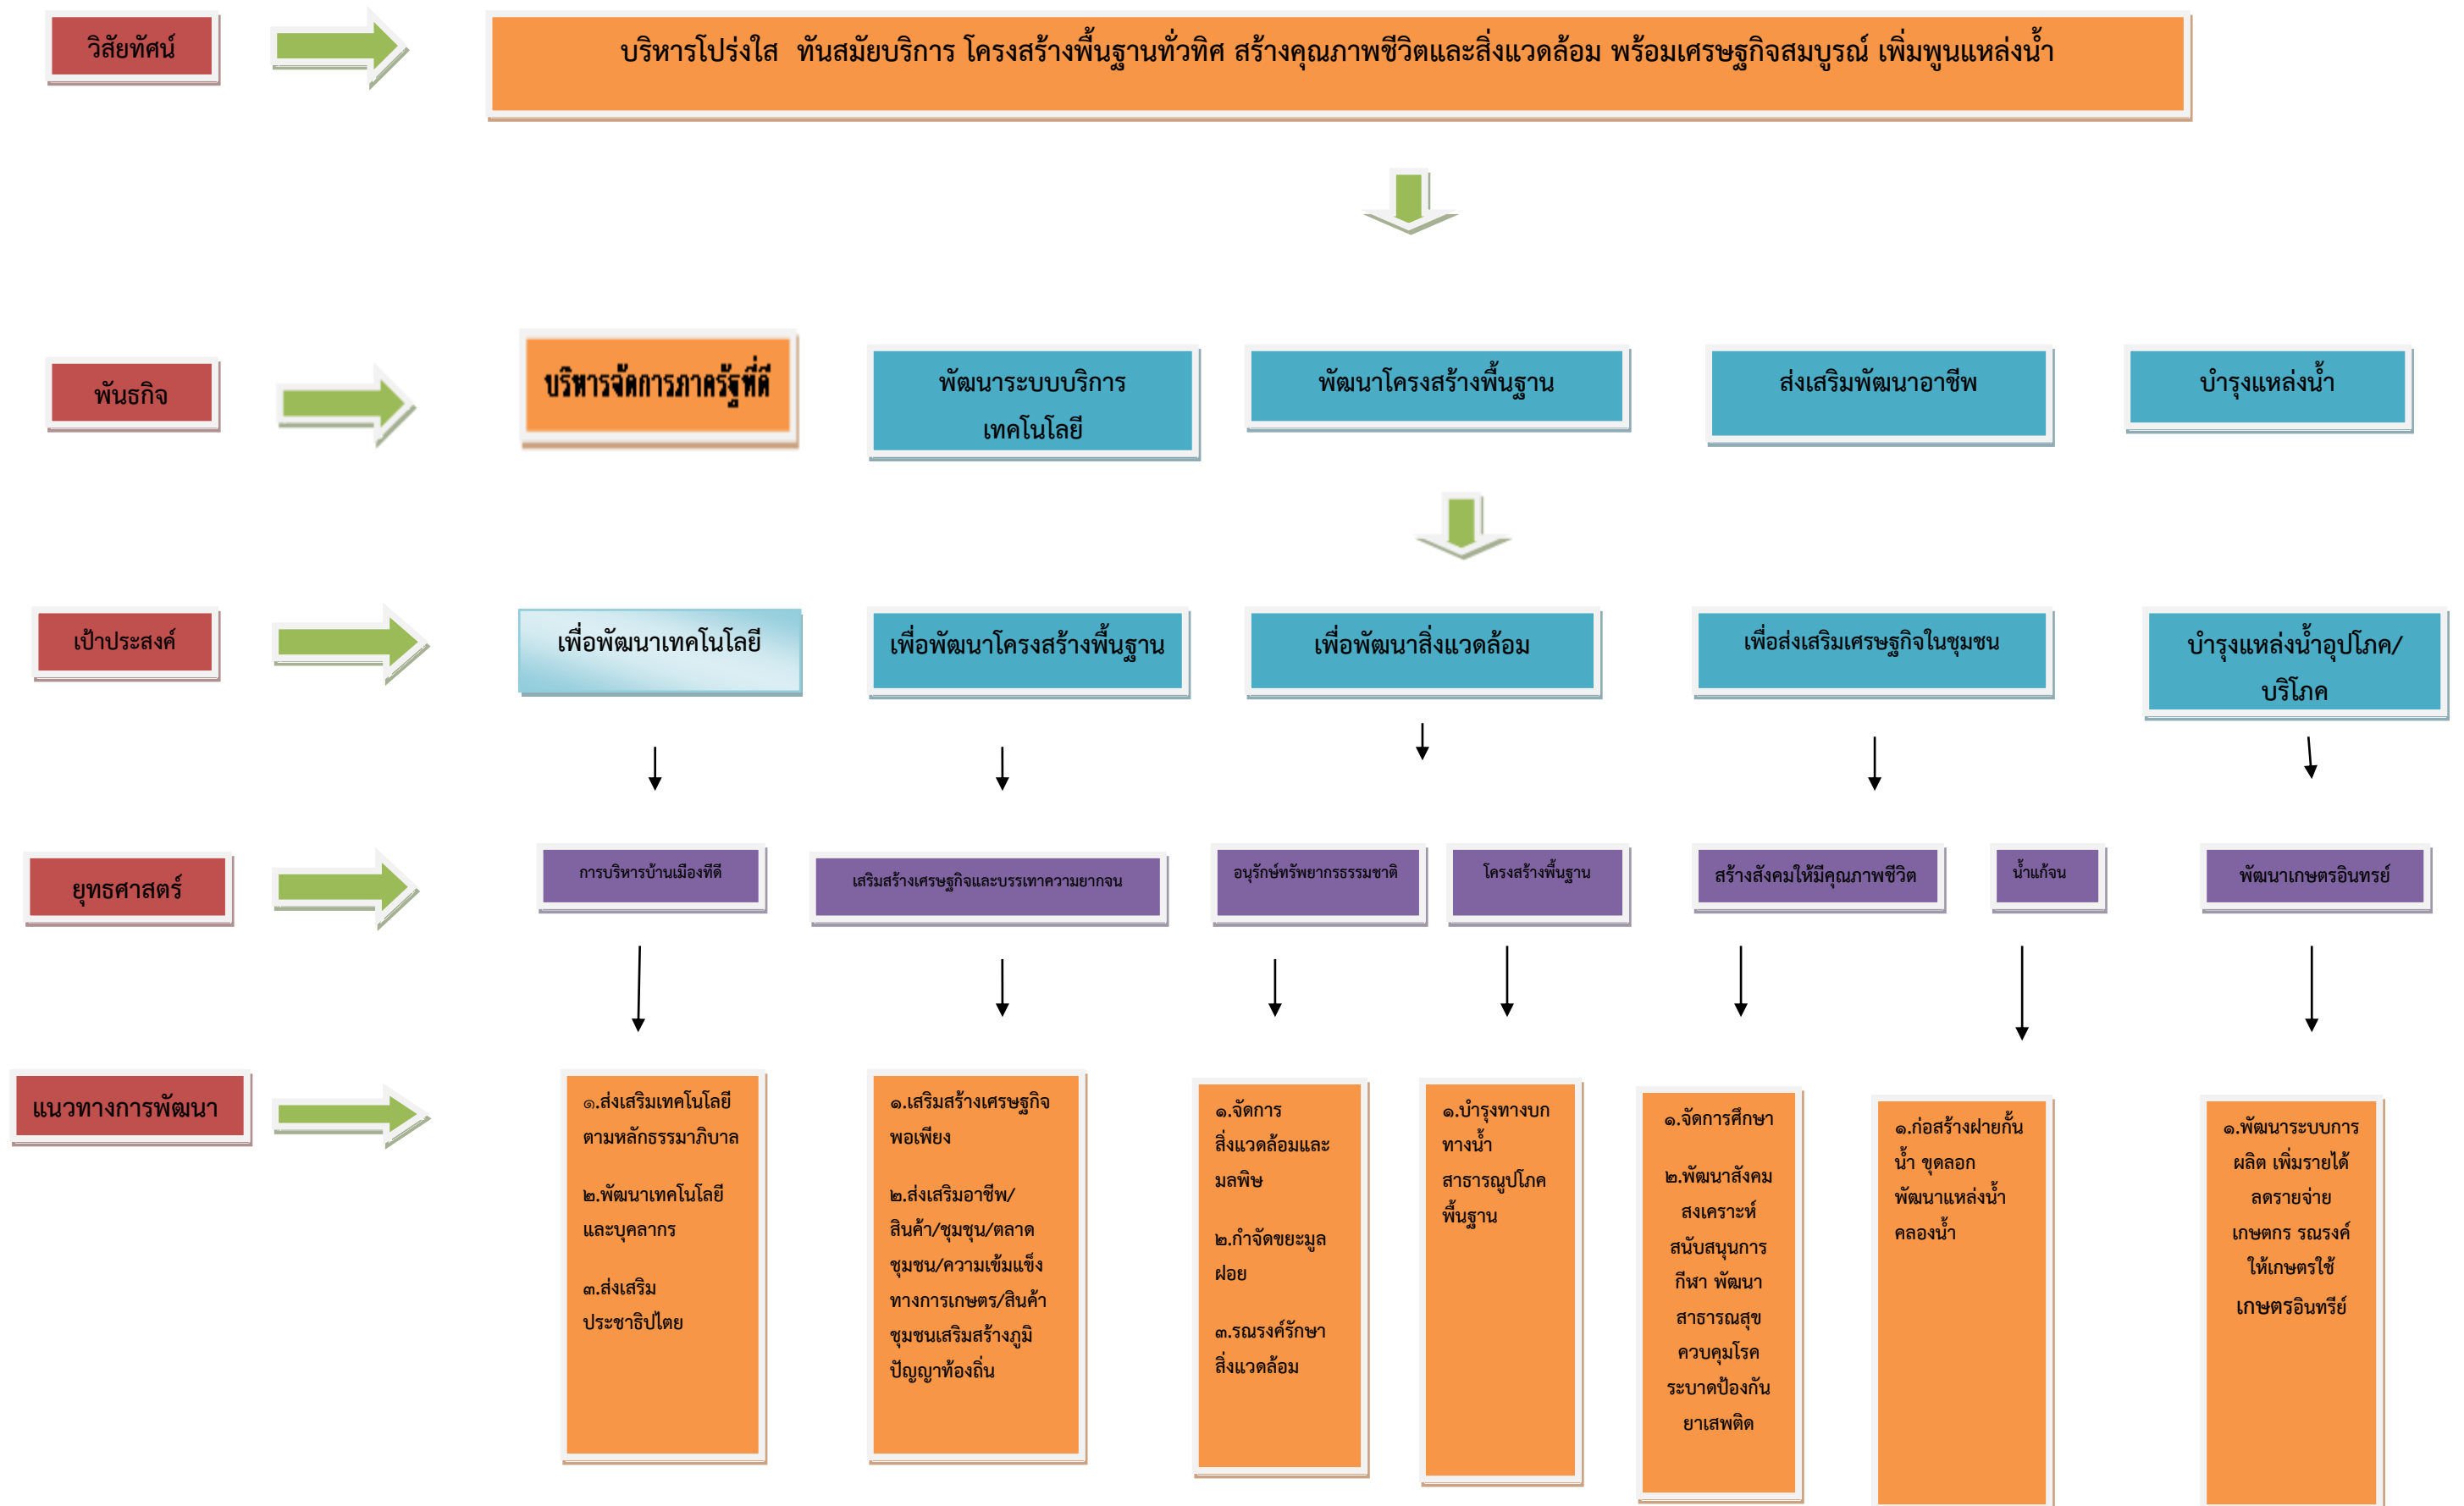 วิสัยทัศน์
บริหารโปร่งใส ทันสมัยบริการ โครงสร้างพื้นฐานทั่วทิศ สร้างคุณภาพชีวิตและสิ่งแวดล้อม พร้อมเศรษฐกิจสมบูรณ์ เพิ่มพูนแหล่งน้ำ
พันธกิจ
บริหารจัดการภาครัฐที่ดี
พัฒนาระบบบริการ
เทคโนโลยี
พัฒนาโครงสร้างพื้นฐาน
ส่งเสริมพัฒนาอาชีพ
บำรุงแหล่งน้ำ
เป้าประสงค์
เพื่อพัฒนาเทคโนโลยี
เพื่อพัฒนาโครงสร้างพื้นฐาน
เพื่อพัฒนาสิ่งแวดล้อม
เพื่อส่งเสริมเศรษฐกิจในชุมชน
บำรุงแหล่งน้ำอุปโภค/
บริโภค
ยุทธศาสตร์
การบริหารบ้านเมืองที่ดี
เสริมสร้างเศรษฐกิจและบรรเทาความยากจน
อนุรักษ์ทรัพยากรธรรมชาติ
โครงสร้างพื้นฐาน
สร้างสังคมให้มีคุณภาพชีวิต
น้ำแก้จน
พัฒนาเกษตรอินทรย์
แนวทางการพัฒนา
๑.ส่งเสริมเทคโนโลยี
ตามหลักธรรมาภิบาล
๒.พัฒนาเทคโนโลยี
และบุคลากร
๓.ส่งเสริม
ประชาธิปไตย
๑.เสริมสร้างเศรษฐกิจ
พอเพียง
๒.ส่งเสริมอาชีพ/
สินค้า/ชุมชุน/ตลาด
ชุมชน/ความเข้มแข็ง
ทางการเกษตร/สินค้า
ชุมชนเสริมสร้างภูมิ
ปัญญาท้องถิ่น
๑.จัดการ
สิ่งแวดล้อมและ
มลพิษ
๒.กำจัดขยะมูล
ฝอย
๓.รณรงค์รักษา
สิ่งแวดล้อม
๑.บำรุงทางบก
ทางน้ำ
สาธารณูปโภค
พื้นฐาน
๑.จัดการศึกษา
๒.พัฒนาสังคม
สงเคราะห์
สนับสนุนการ
กีฬา พัฒนา
สาธารณสุข
ควบคุมโรค
ระบาดป้องกัน
ยาเสพติด
๑.ก่อสร้างฝายกั้น
น้ำ ขุดลอก
พัฒนาแหล่งน้ำ
คลองน้ำ
๑.พัฒนาระบบการ
ผลิต เพิ่มรายได้
ลดรายจ่าย
เกษตกร รณรงค์
ให้เกษตรใช้
เกษตรอินทรีย์